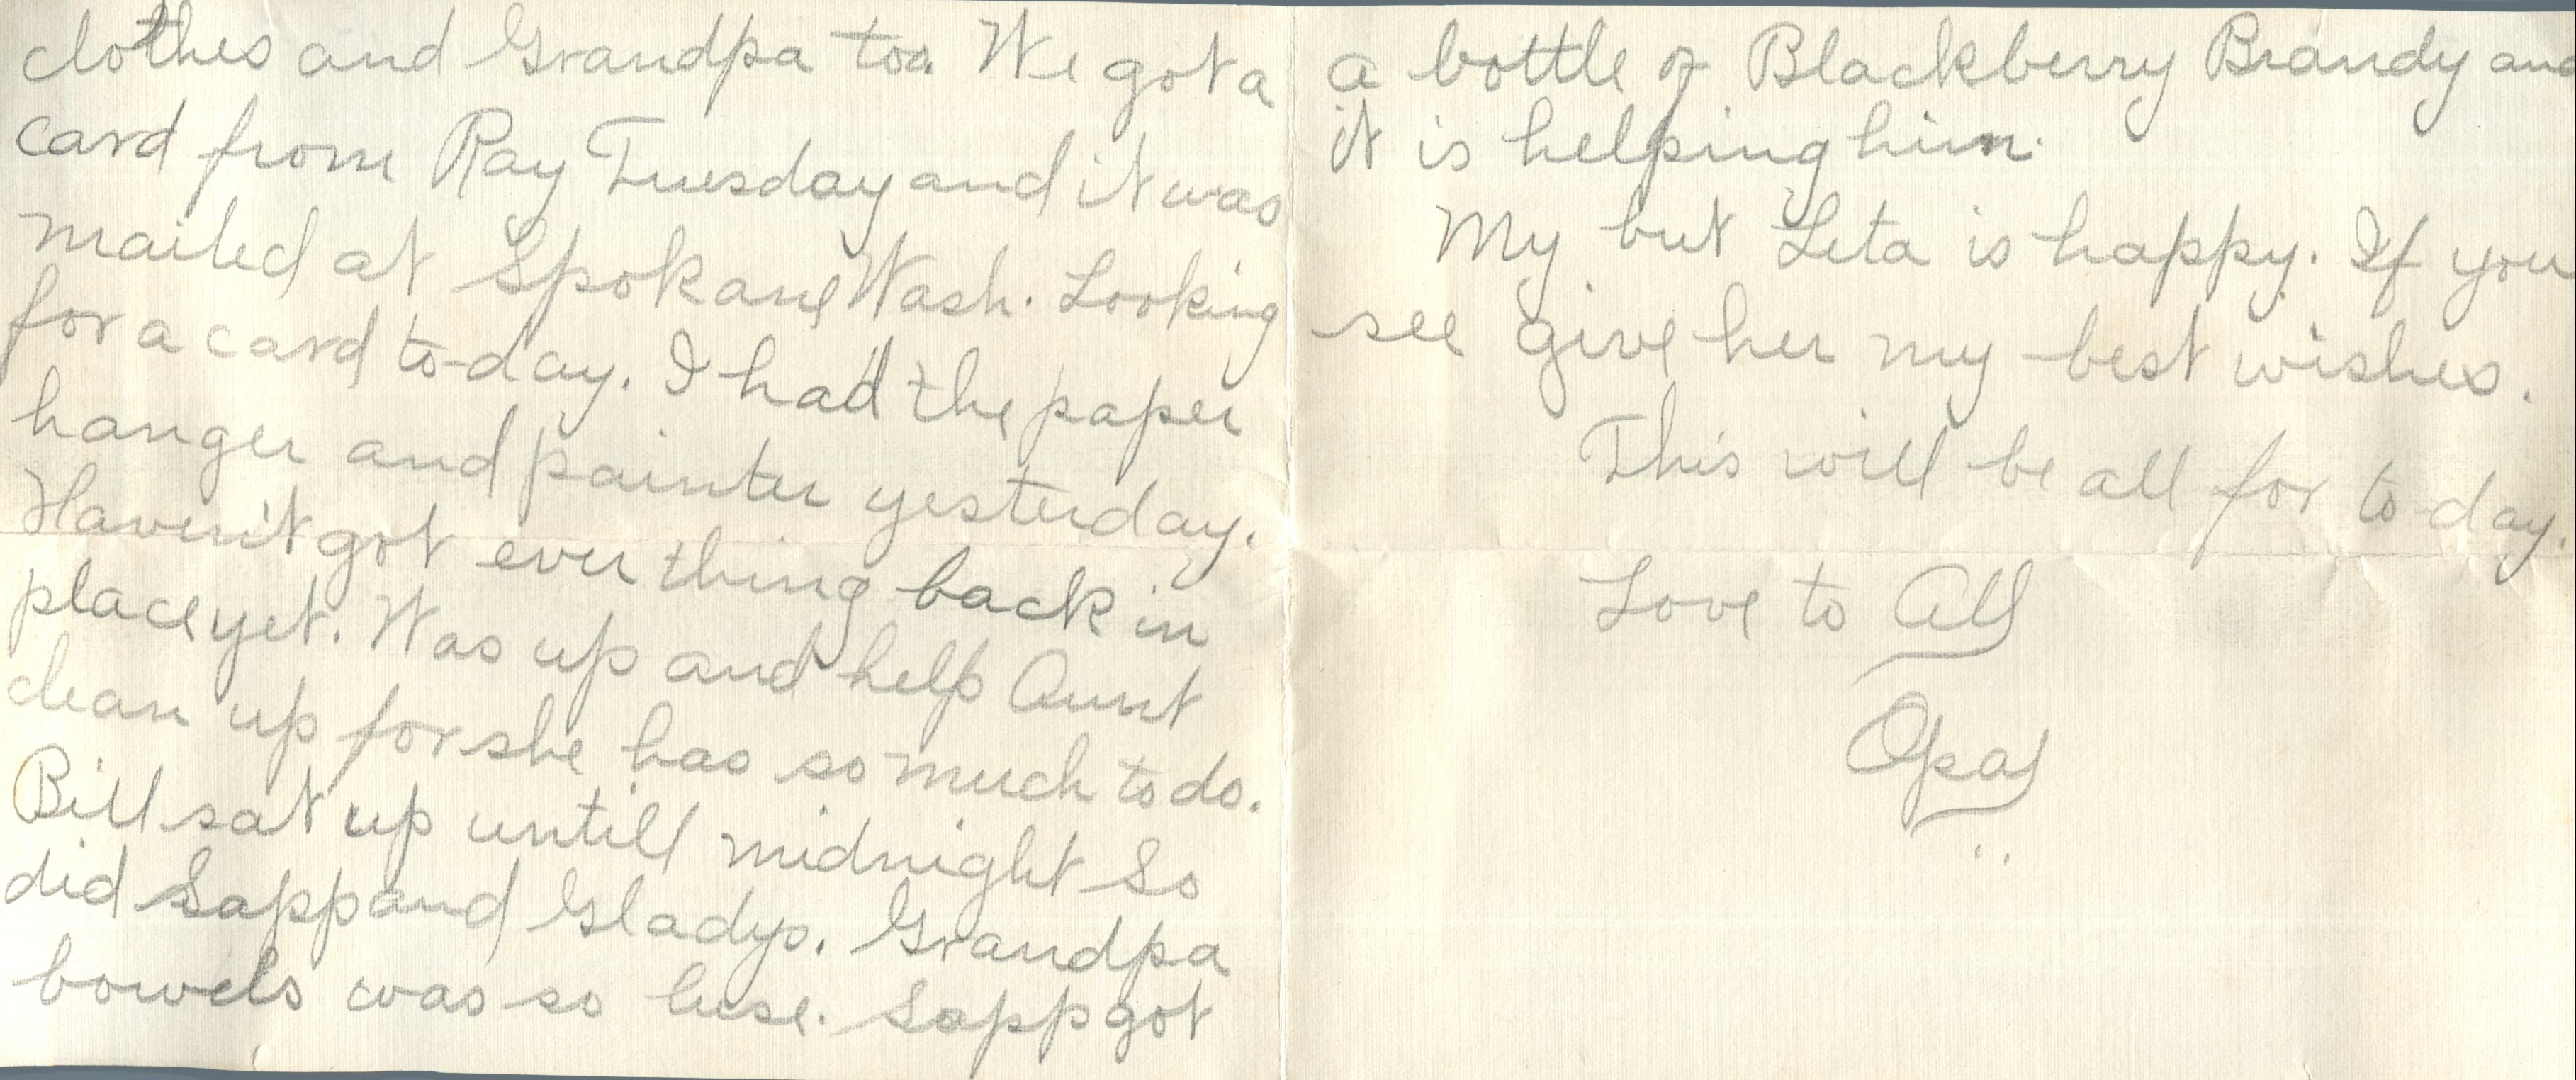 clothes and Grandpa too. We got a
card from Ray Tuesday and it was
mailed at Spokane Wash. Looking
for a card to-day. I had the paper
hanger and painter yesterday.
Haven't got ever thing back in
place yet. Was up and help Aunt
clean up for she has so much to do.
Bill sat up untill midnight So
did Sapp and Gladys. Grandpa
bowels was so luse. Sapp got
a bottle of Blackberry Brandy and
it is helping him.
My but Leta is happy. If you
see give her my best wishes.
This will be all for to-day.
Love to All
Opal